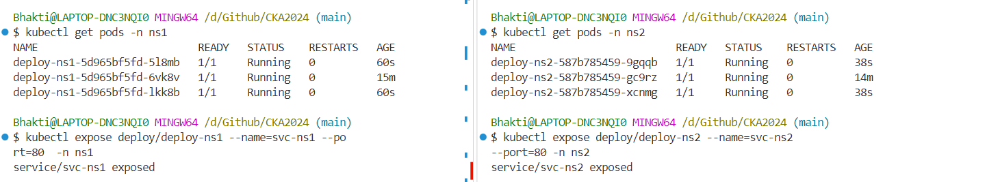 Bhakti@LAPTOP-DNC3NQI0 MINGW64 /d/Github/CKA2024 (main)
$ kubectl get pods -n ns1
NAME                         READY   STATUS    RESTARTS   AGE
deploy-ns1-5d965bf5fd-5l8mb   1/1     Running   0          60s
deploy-ns1-5d965bf5fd-6vk8v   1/1     Running   0          15m
deploy-ns1-5d965bf5fd-lkk8b   1/1     Running   0          60s
Bhakti@LAPTOP-DNC3NQI0 MINGW64 /d/Github/CKA2024 (main)
$ kubectl expose deploy/deploy-ns1 --name=svc-ns1 --po
rt=80  -n ns1
service/svc-ns1 exposed
Bhakti@LAPTOP-DNC3NQI0 MINGW64 /d/Github/CKA2024 (main)
$ kubectl get pods -n ns2
NAME                         READY   STATUS    RESTARTS   AGE
deploy-ns2-587b785459-9gqqb   1/1     Running   0          38s
deploy-ns2-587b785459-gc9rz   1/1     Running   0          14m
deploy-ns2-587b785459-xcnmg   1/1     Running   0          38s
Bhakti@LAPTOP-DNC3NQI0 MINGW64 /d/Github/CKA2024 (main)
$ kubectl expose deploy/deploy-ns2 --name=svc-ns2
--port=80 -n ns2
service/svc-ns2 exposed